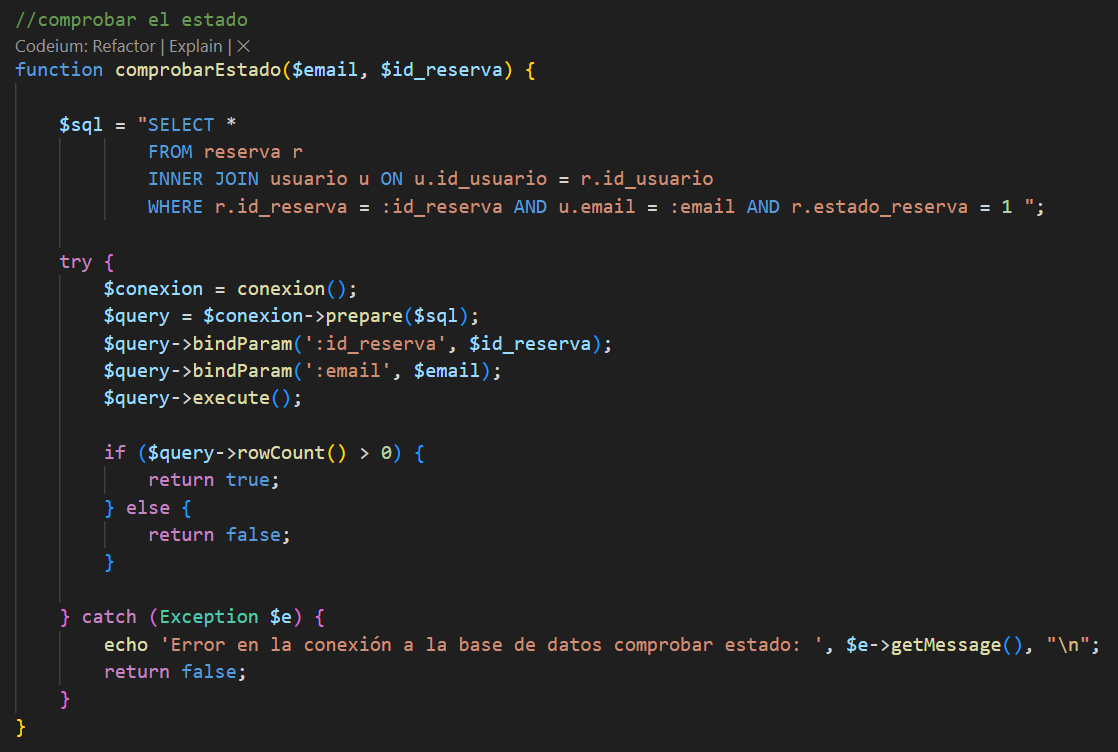 //comprobar el estado
Codeium: Refactor | Explain | ×
function comprobarEstado($email, $id_reserva) {
$sql = "SELECT *
FROM reserva r
INNER JOIN usuario u ON u.id_usuario = r.id_usuario
WHERE r.id_reserva = :id_reserva AND u.email = :email AND r.estado_reserva = 1 ";
try {
$conexion = conexion();
$query = $conexion->prepare($sql);
$query->bindParam(':id_reserva', $id_reserva);
$query->bindParam(':email', $email);
$query->execute();
if ($query->rowCount() > 0) {
return true;
} else {
return false;
}
} catch (Exception $e) {
echo 'Error en la conexión a la base de datos comprobar estado: ', $e->getMessage(), "\n";
return false;
}
}